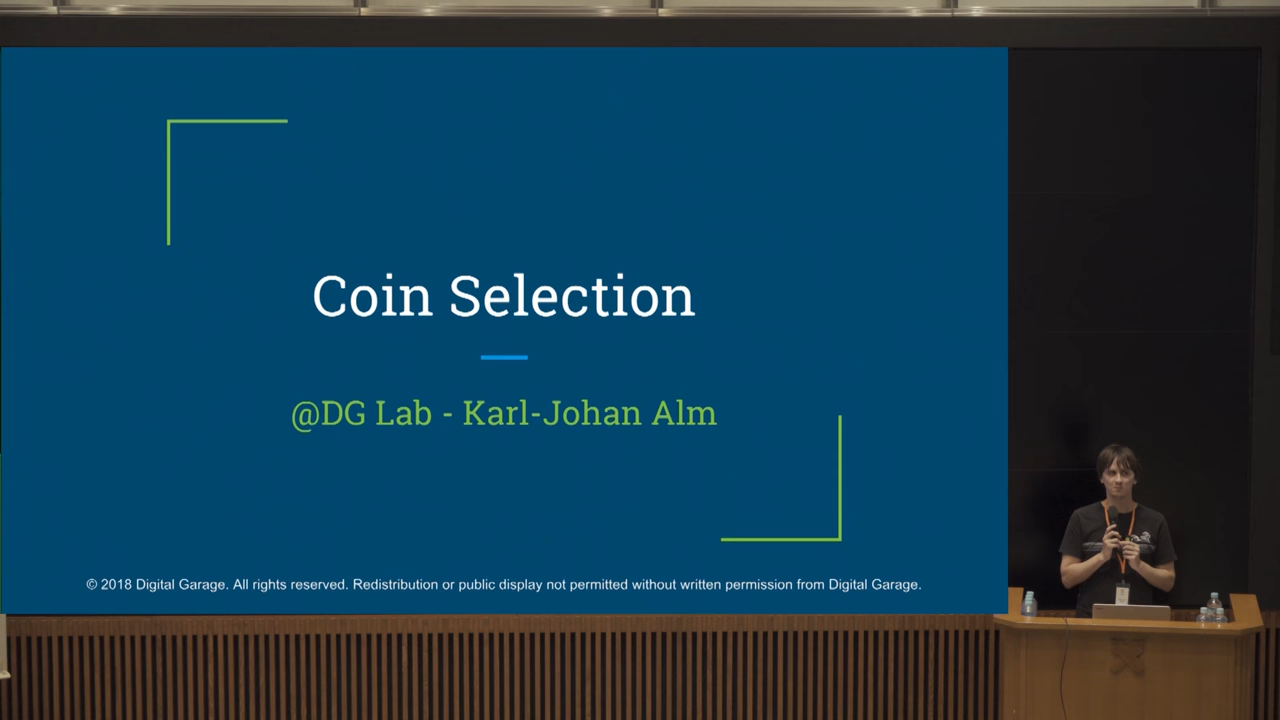 Coin Selection
@DG Lab - Karl-Johan Alm
© 2018 Digital Garage. All rights reserved. Redistribution or public display not permitted without written permission from Digital Garage.